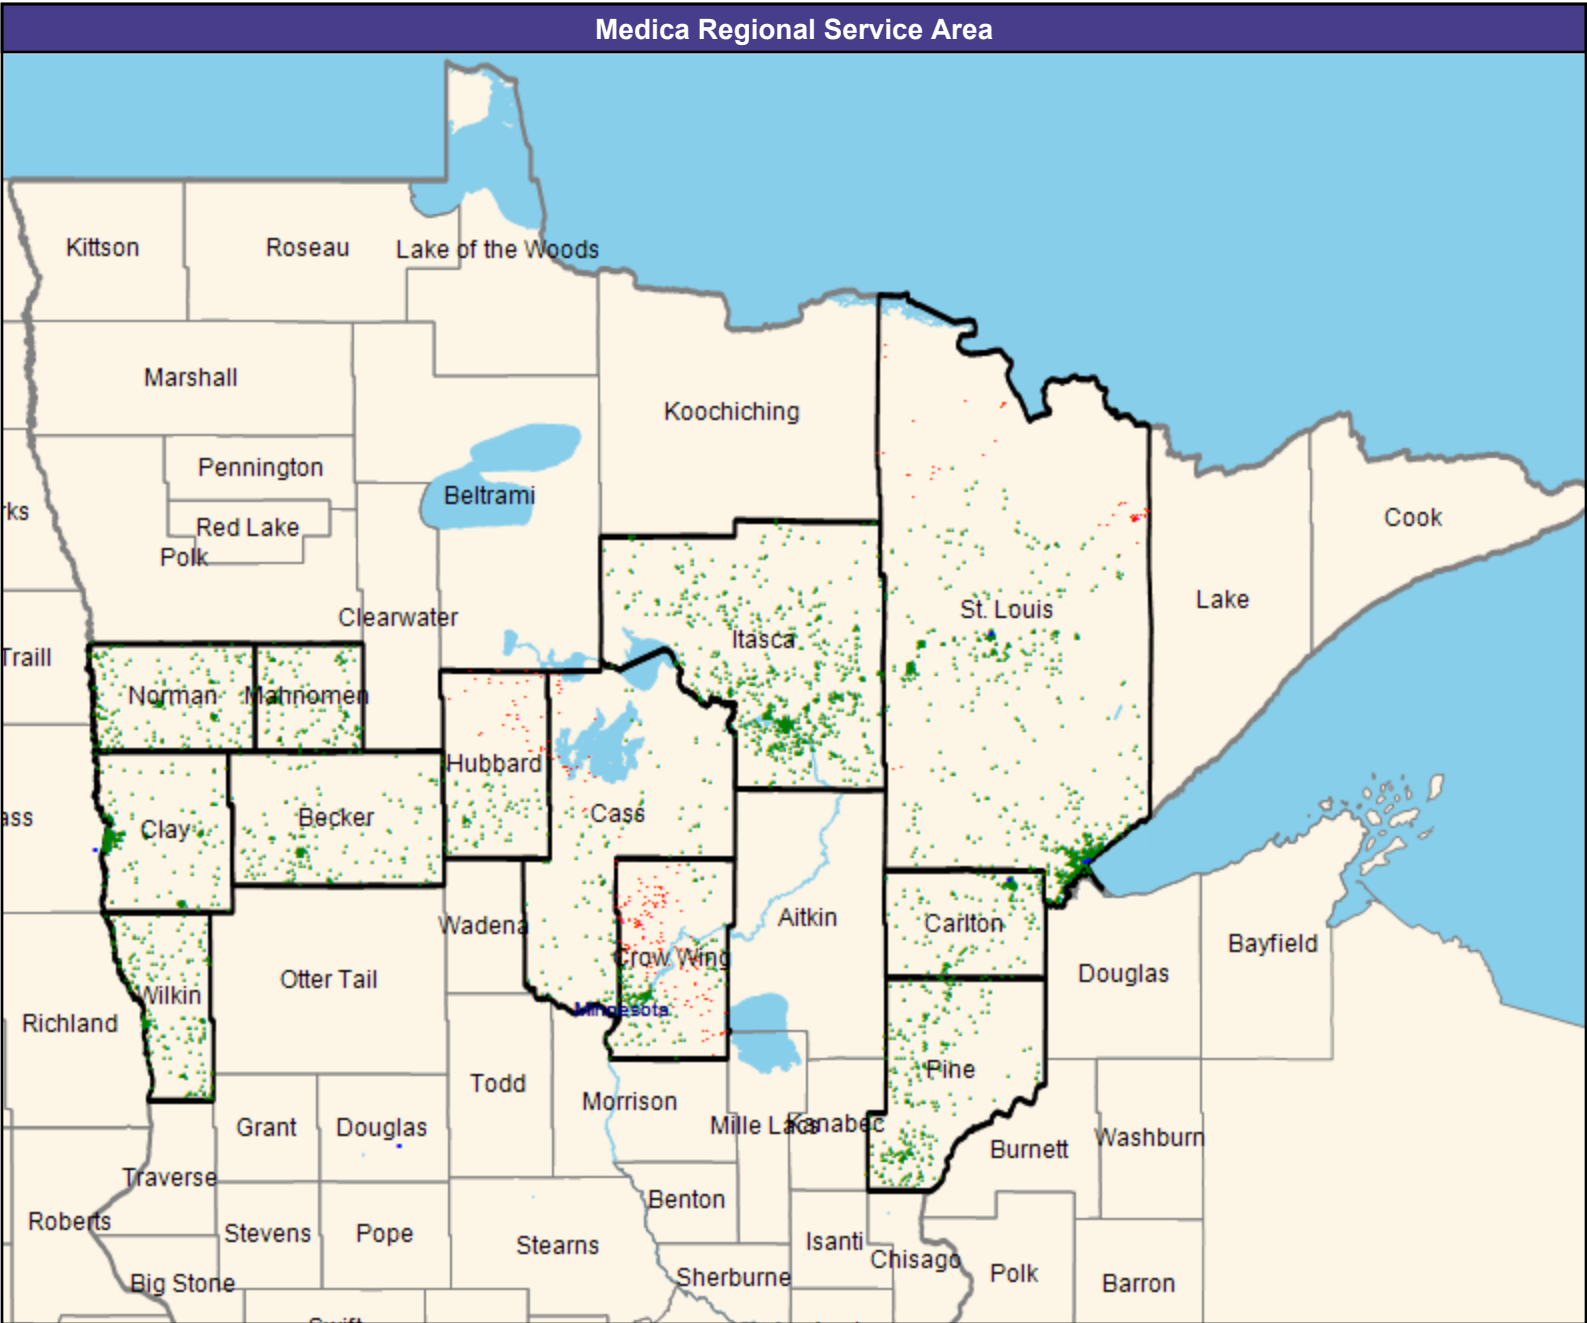 Medica Regional Service Area
Kittson
Roseau
Lake of the Woods
Marshall
Koochiching
Pennington
Beltrami
rks
Red Lake
Cook
Polk
Clearwater
St. Louis
Lake
Itasca
Traill
Norman
Mahnomen
Hubbard
Cass
ass
Clay
Becker
Wadena
Aitkin
Carlton
Bayfield
Crow Wing
Douglas
Otter Tail
Wilkin
Minnesota
Richland
Pine
Todd
Morrison
Grant
Douglas
Mille Lacs
Kanabec
Washburn
Burnett
Traverse
Benton
Roberts
Stevens
Pope
Stearns
Isanti
Chisago
Polk
Barron
Big Stone
Sherburne